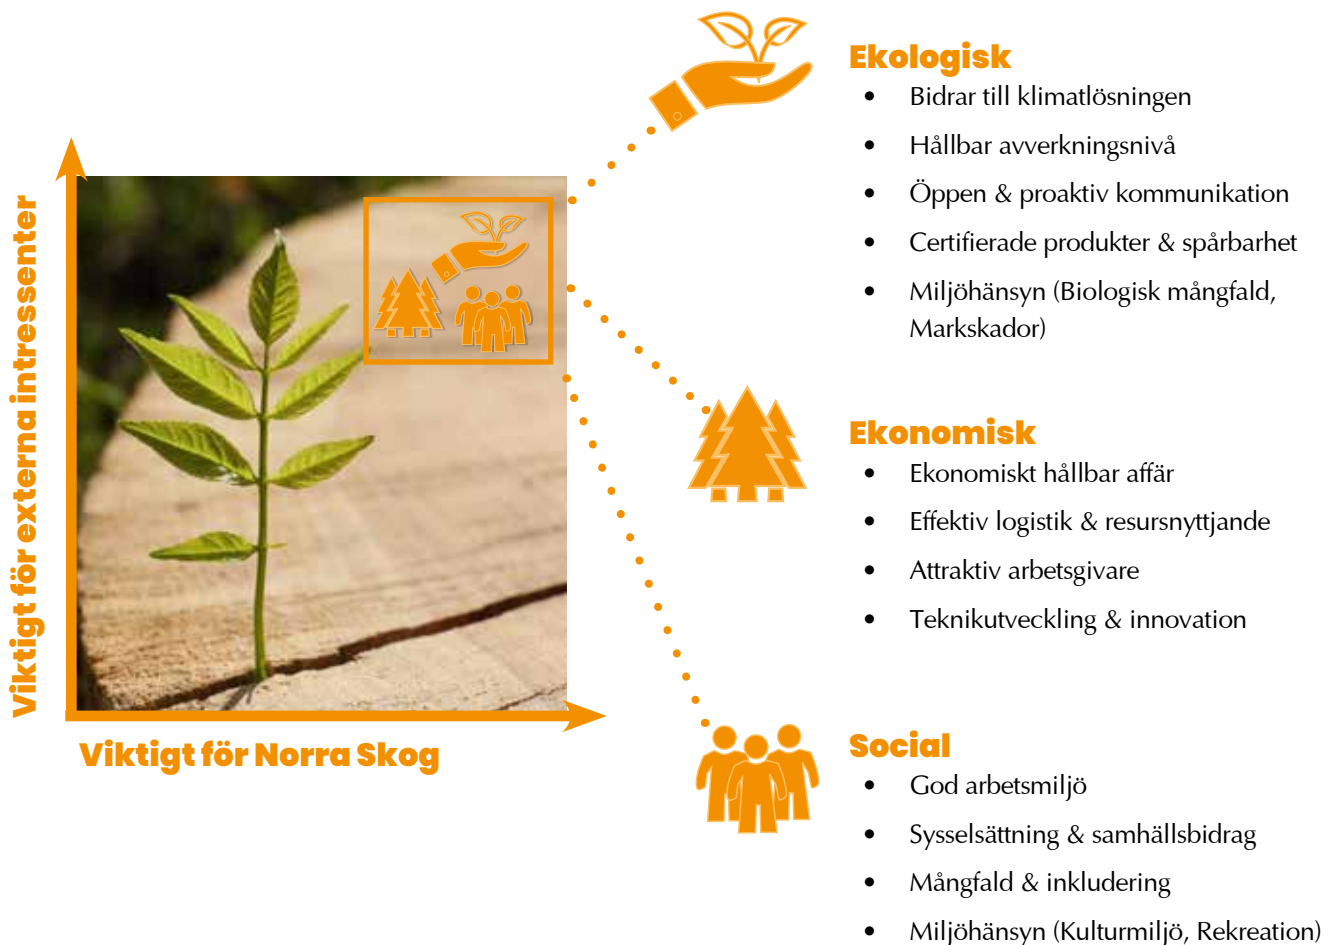 Viktigt för externa intressenter
Viktigt för Norra Skog
Ekologisk
• Bidrar till klimatlösningen
• Hållbar avverkningsnivå
• Öppen & proaktiv kommunikation
• Certifierade produkter & spårbarhet
• Miljöhänsyn (Biologisk mångfald,
Markskador)
Ekonomisk
• Ekonomiskt hållbar affär
• Effektiv logistik & resursnyttjande
• Attraktiv arbetsgivare
• Teknikutveckling & innovation
Social
• God arbetsmiljö
• Sysselsättning & samhällsbidrag
• Mångfald & inkludering
• Miljöhänsyn (Kulturmiljö, Rekreation)